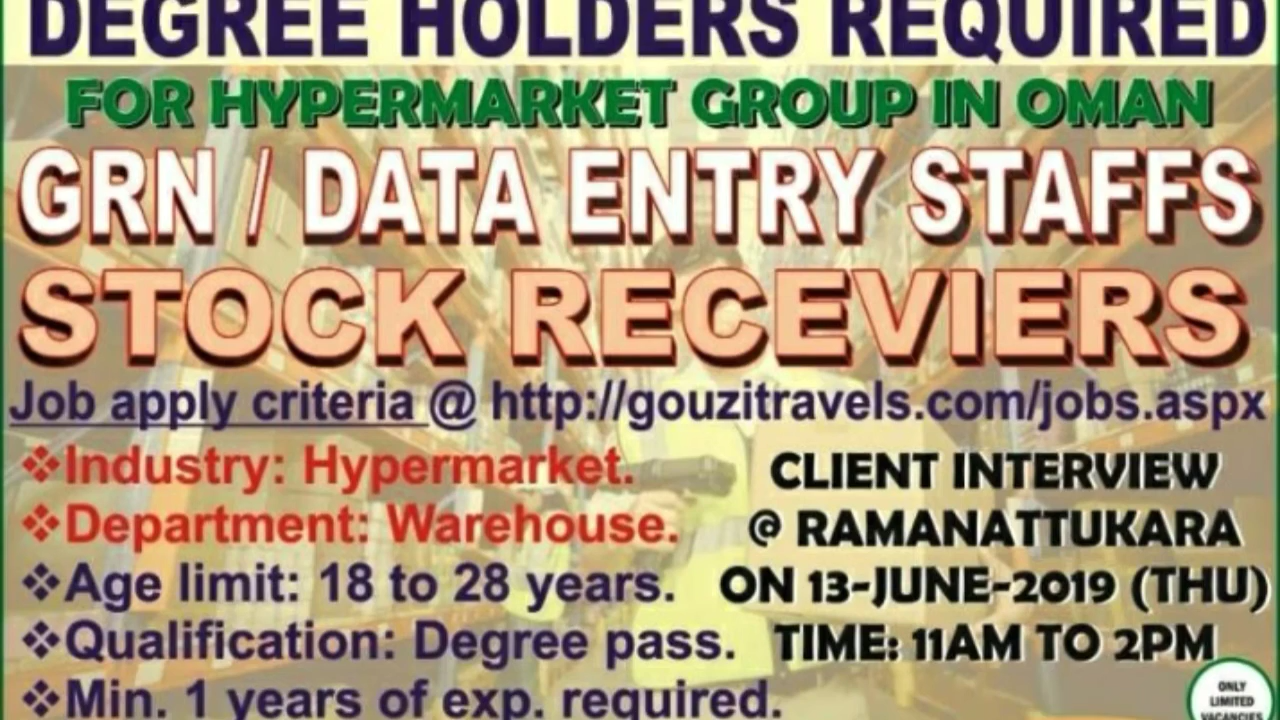 DEGREE HOLDERS REQUIRED
FOR HYPERMARKET GROUP IN OMAN
GRN / DATA ENTRY STAFFS
STOCK RECEVIERS
Job apply criteria @ http://gouzitravels.com/jobs.aspx
❖Industry: Hypermarket.
❖Department: Warehouse.
❖Age limit: 18 to 28 years.
❖Qualification: Degree pass.
❖Min. 1 years of exp. required.
CLIENT INTERVIEW
@ RAMANATTUKARA
ON 13-JUNE-2019 (THU)
TIME: 11AM TO 2PM
ONLY
LIMITED
VACANCIES